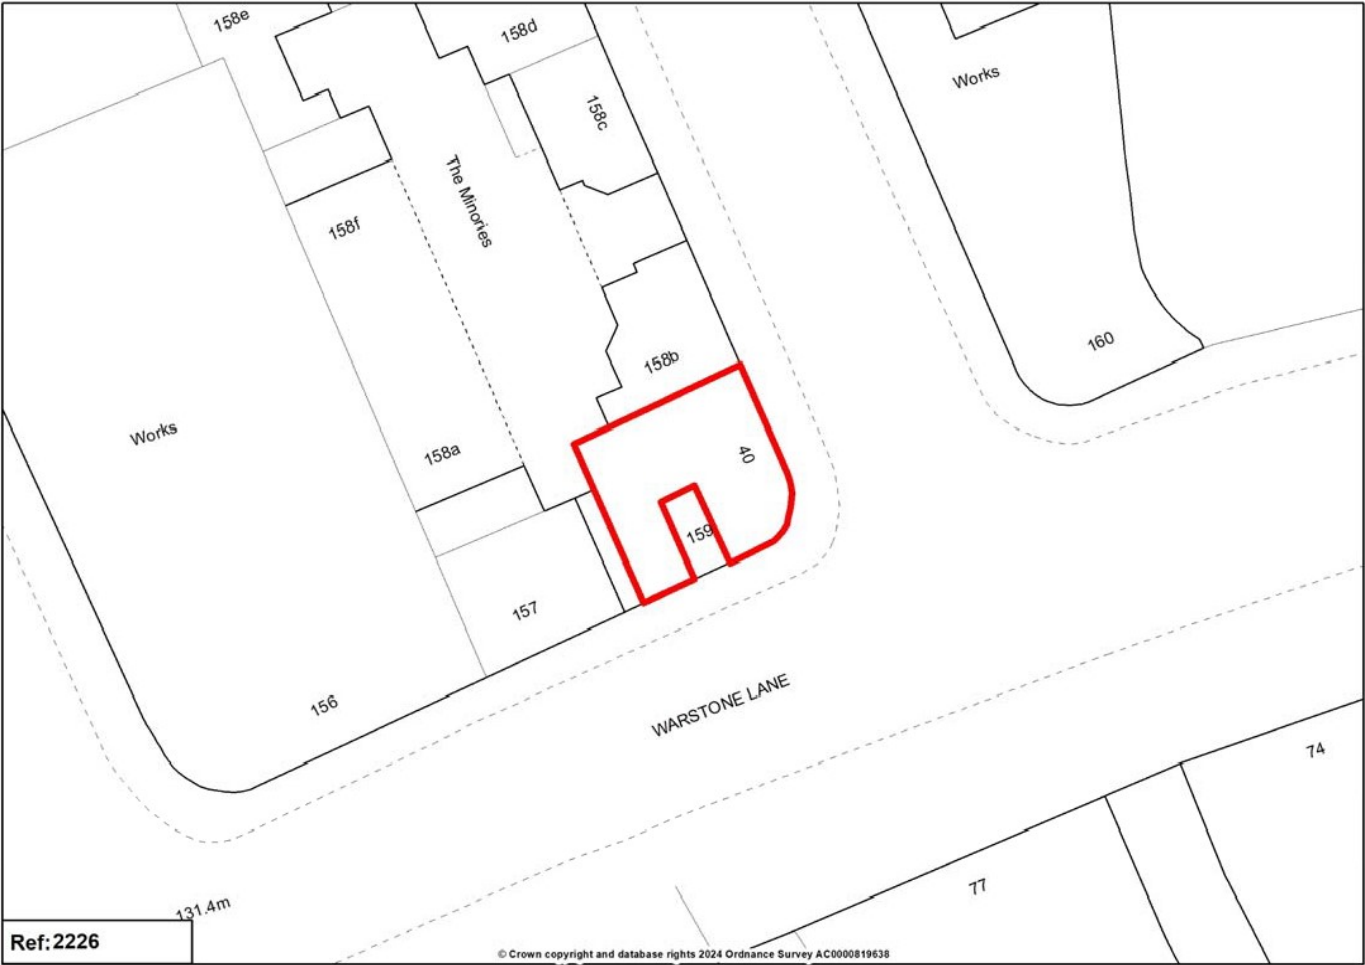 158e
158d
Works
158c
The Minories
158f
160
158b
Works
158a
40
159
157
156
WARSTONE LANE
74
77
131.4m
Ref:2226
© Crown copyright and database rights 2024 Ordnance Survey AC0000819638